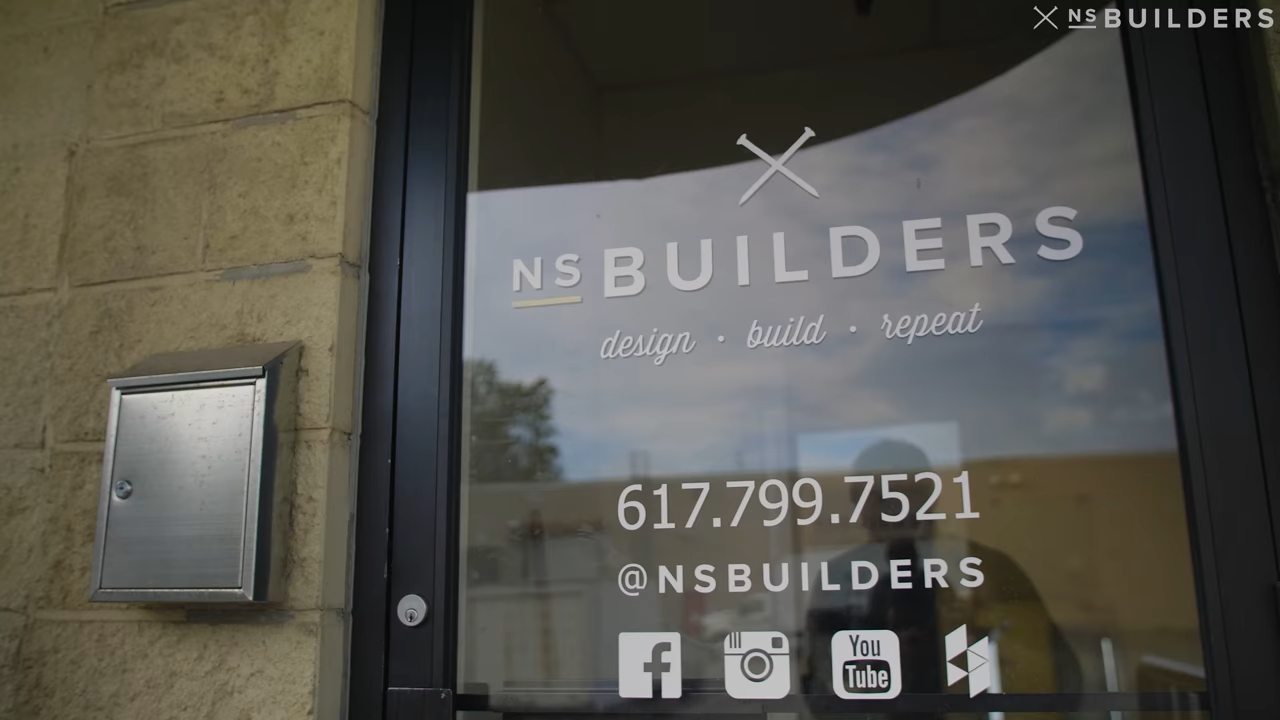 NS BUILDERS
NS BUILDERS
design · build · repeat
617.799.7521
@NSBUILDERS
You
Tube